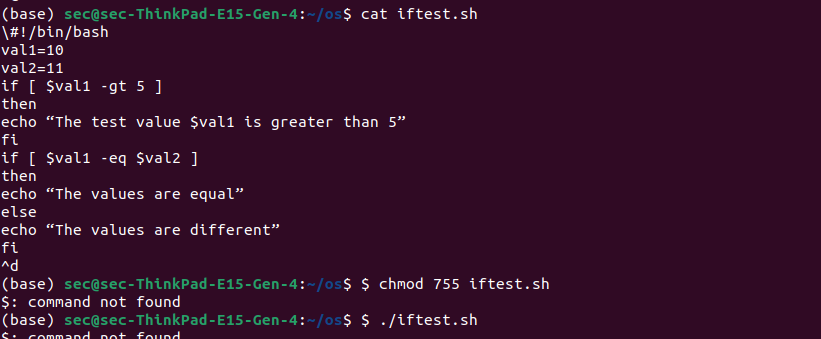 (base) sec@sec-ThinkPad-E15-Gen-4:~/os$ cat iftest.sh
\#!/bin/bash
val1=10
val2=11
if [ $val1 -gt 5 ]
then
echo “The test value $val1 is greater than 5”
fi
if [ $val1 -eq $val2 ]
then
echo “The values are equal”
else
echo “The values are different”
fi
^d
(base) sec@sec-ThinkPad-E15-Gen-4:~/os$ $ chmod 755 iftest.sh
$: command not found
(base) sec@sec-ThinkPad-E15-Gen-4:~/os$ $ ./iftest.sh
$: command not found